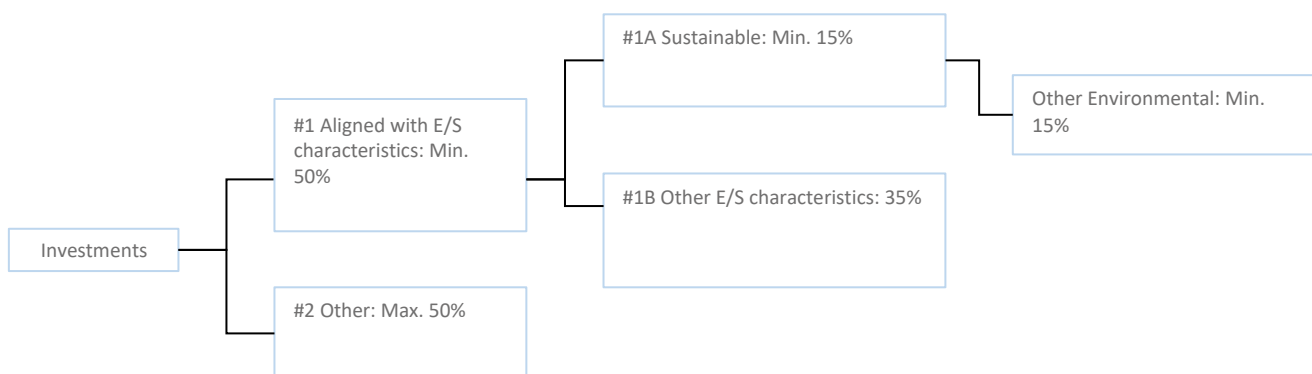 Investments
#1 Aligned with E/S
characteristics: Min.
50%
#2 Other: Max. 50%
#1A Sustainable: Min. 15%
#1B Other E/S characteristics: 35%
Other Environmental: Min.
15%